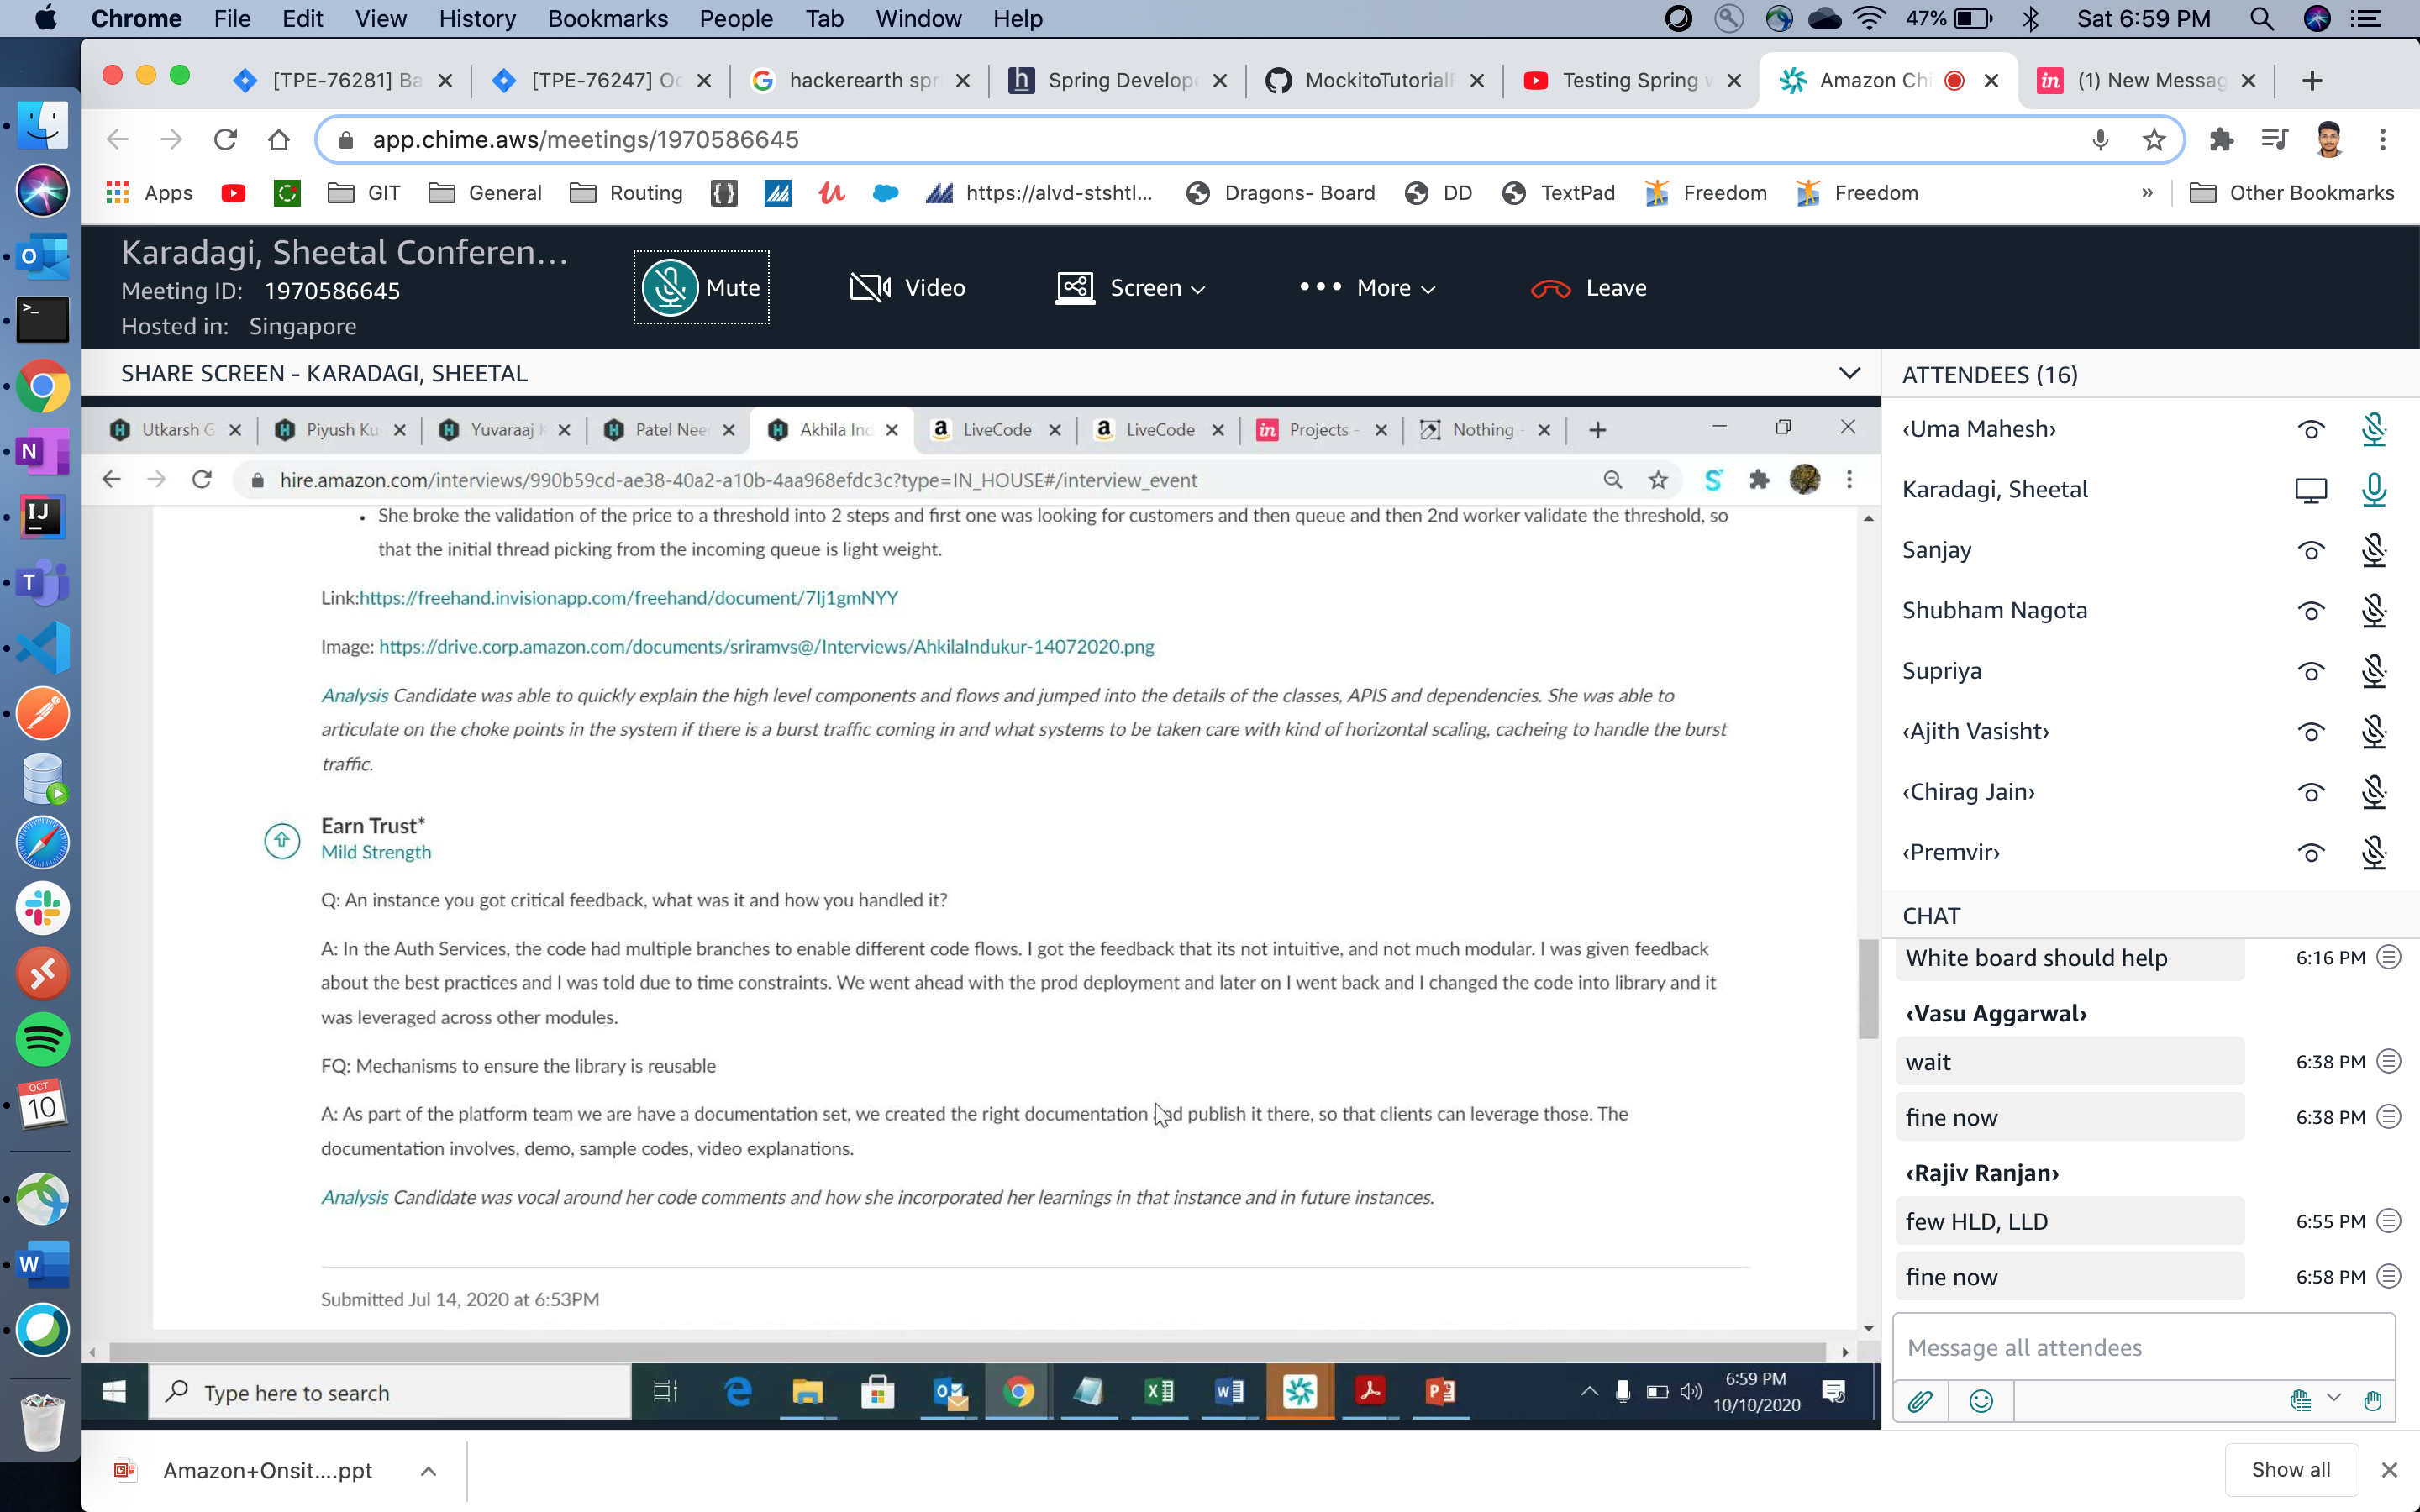 Chrome File Edit View History Bookmarks People Tab Window Help 47% Sat 6:59 PM
[TPE-76281] Ba [TPE-76247] Oc hackerearth spr Spring Develop MockitoTutorial Testing Spring Amazon Chi (1) New Messag
app.chime.aws/meetings/1970586645
Apps GIT General Routing https://alvd-stshtl... Dragons- Board DD TextPad Freedom Freedom » Other Bookmarks
Karadagi, Sheetal Conferen...
Meeting ID: 1970586645
Hosted in: Singapore
Mute Video Screen More Leave
SHARE SCREEN - KARADAGI, SHEETAL
Utkarsh G Piyush Ku Yuvaraaj Patel Nee Akhila Ind LiveCode LiveCode Projects - Nothing -
hire.amazon.com/interviews/990b59cd-ae38-40a2-a10b-4aa968efdc3c?type=IN_HOUSE#/interview_event
• She broke the validation of the price to a threshold into 2 steps and first one was looking for customers and then queue and then 2nd worker validate the threshold, so
that the initial thread picking from the incoming queue is light weight.
Link:https://freehand.invisionapp.com/freehand/document/7Ij1gmNYY
Image: https://drive.corp.amazon.com/documents/sriramvs@/Interviews/AhkilaIndukur-14072020.png
Analysis Candidate was able to quickly explain the high level components and flows and jumped into the details of the classes, APIS and dependencies. She was able to
articulate on the choke points in the system if there is a burst traffic coming in and what systems to be taken care with kind of horizontal scaling, cacheing to handle the burst
traffic.
Earn Trust*
Mild Strength
Q: An instance you got critical feedback, what was it and how you handled it?
A: In the Auth Services, the code had multiple branches to enable different code flows. I got the feedback that its not intuitive, and not much modular. I was given feedback
about the best practices and I was told due to time constraints. We went ahead with the prod deployment and later on I went back and I changed the code into library and it
was leveraged across other modules.
FQ: Mechanisms to ensure the library is reusable
A: As part of the platform team we are have a documentation set, we created the right documentation and publish it there, so that clients can leverage those. The
documentation involves, demo, sample codes, video explanations.
Analysis Candidate was vocal around her code comments and how she incorporated her learnings in that instance and in future instances.
Submitted Jul 14, 2020 at 6:53PM
Type here to search
6:59 PM
10/10/2020
ATTENDEES (16)
‹Uma Mahesh›
Karadagi, Sheetal
Sanjay
Shubham Nagota
Supriya
‹Ajith Vasisht›
‹Chirag Jain›
‹Premvir›
CHAT
White board should help 6:16 PM
‹Vasu Aggarwal›
wait 6:38 PM
fine now 6:38 PM
‹Rajiv Ranjan›
few HLD, LLD 6:55 PM
fine now 6:58 PM
Message all attendees
OCT
10
Amazon+Onsit....ppt
Show all